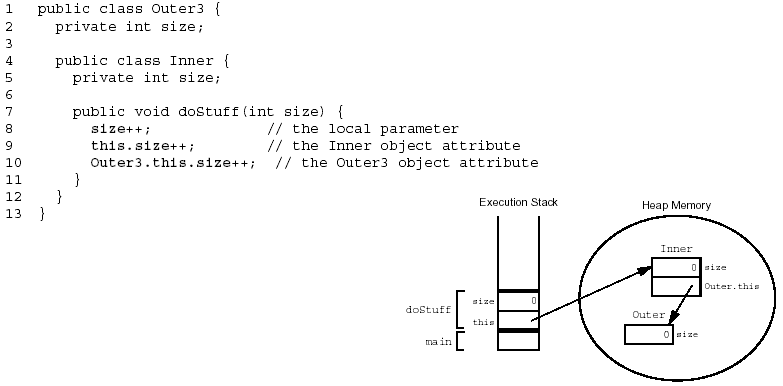 1 public class Outer3 {
2 private int size;
3
4 public class Inner {
5 private int size;
6
7 public void doStuff(int size) {
8 size++; // the local parameter
9 this.size++; // the Inner object attribute
10 Outer3.this.size++; // the Outer3 object attribute
11 }
12 }
13 }
Execution Stack
Heap Memory
Inner
0 size
Outer.this
doStuff
size 0
this
main
Outer
0 size